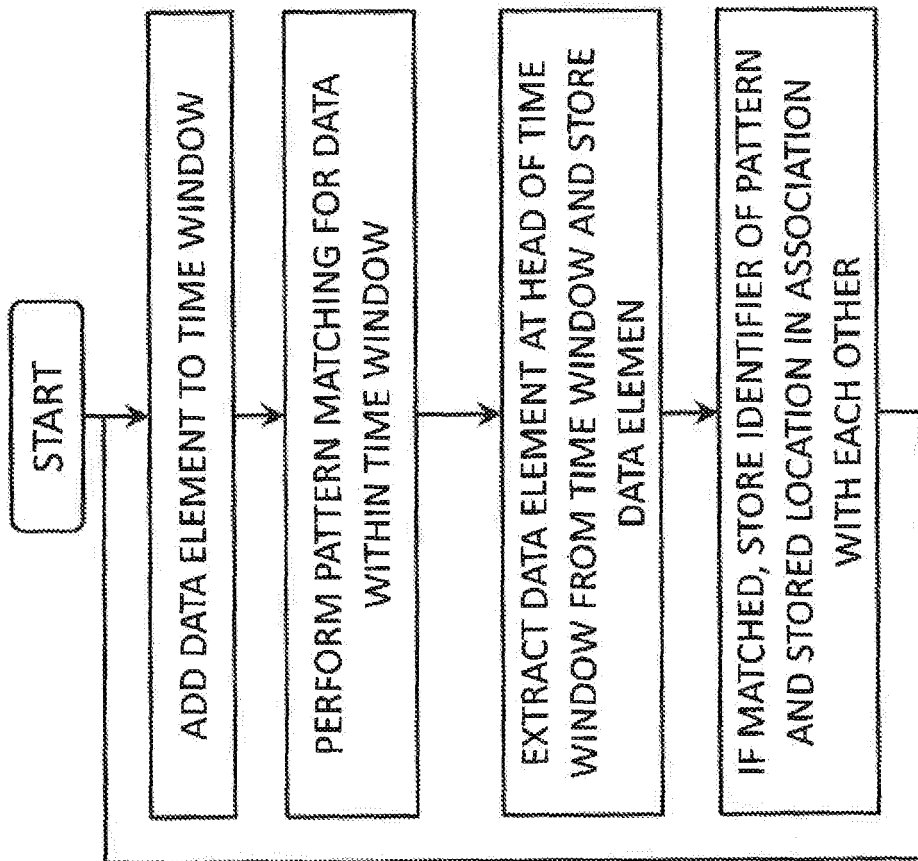 START
ADD DATA ELEMENT TO TIME WINDOW
PERFORM PATTERN MATCHING FOR DATA
WITHIN TIME WINDOW
EXTRACT DATA ELEMENT AT HEAD OF TIME
WINDOW FROM TIME WINDOW AND STORE
DATA ELEMEN
IF MATCHED, STORE IDENTIFIER OF PATTERN
AND STORED LOCATION IN ASSOCIATION
WITH EACH OTHER